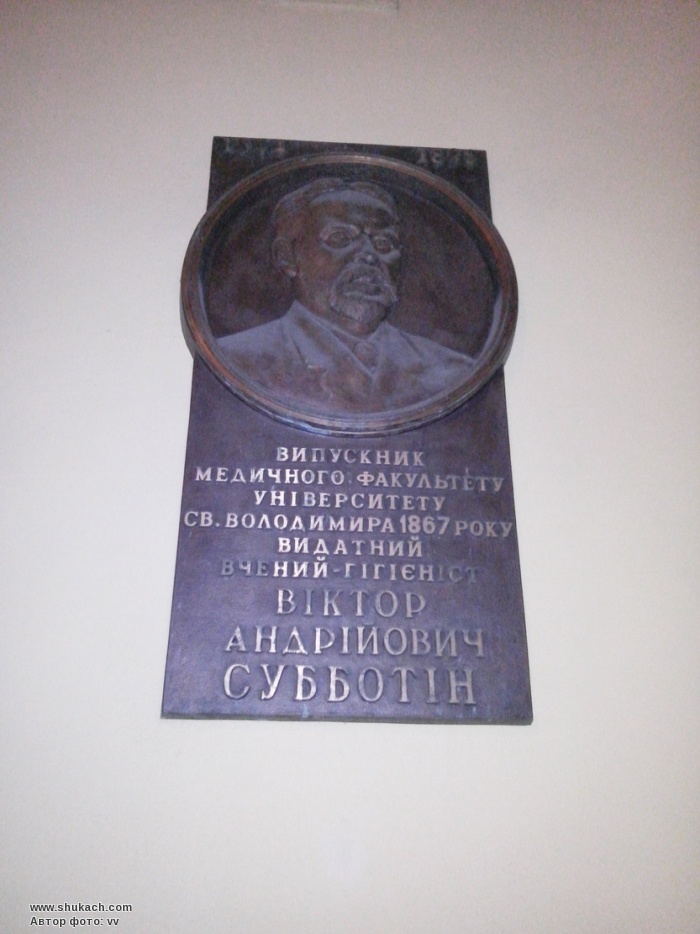 ВИПУСКНИК
МЕДИЧНОГО ФАКУЛЬТЕТУ
УНІВЕРСИТЕТУ
СВ. ВОЛОДИМИРА 1867 РОКУ
ВИДАТНИЙ
ВЧЕНИЙ-ГІГІЄНІСТ
ВІКТОР
АНДРІЙОВИЧ
СУББОТІН
www.shukach.com
Автор фото: vv